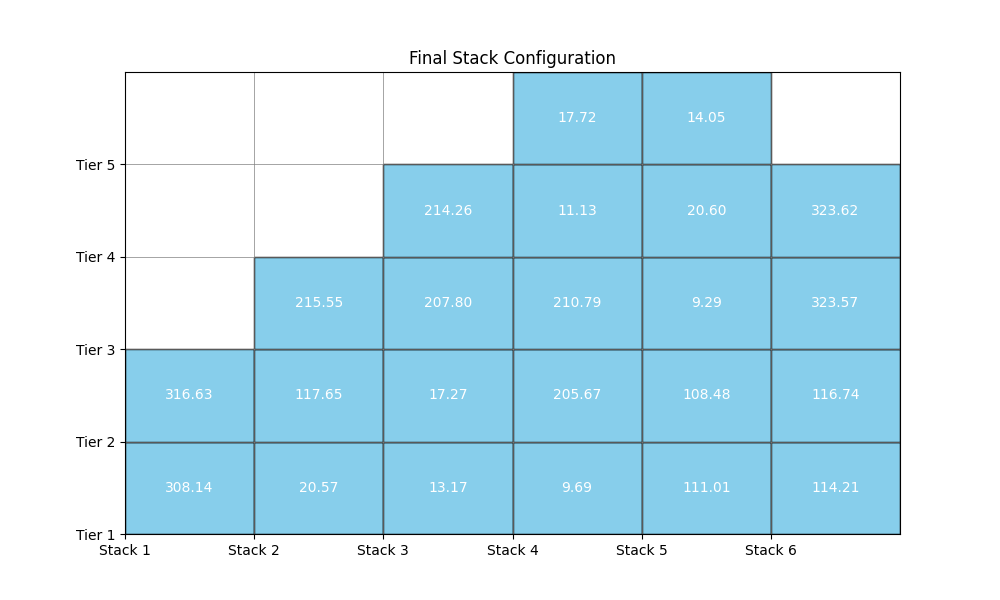 Final Stack Configuration
17.72 14.05
Tier 5
214.26 11.13 20.60 323.62
Tier 4
215.55 207.80 210.79 9.29 323.57
Tier 3
316.63 117.65 17.27 205.67 108.48 116.74
Tier 2
308.14 20.57 13.17 9.69 111.01 114.21
Tier 1
Stack 1 Stack 2 Stack 3 Stack 4 Stack 5 Stack 6